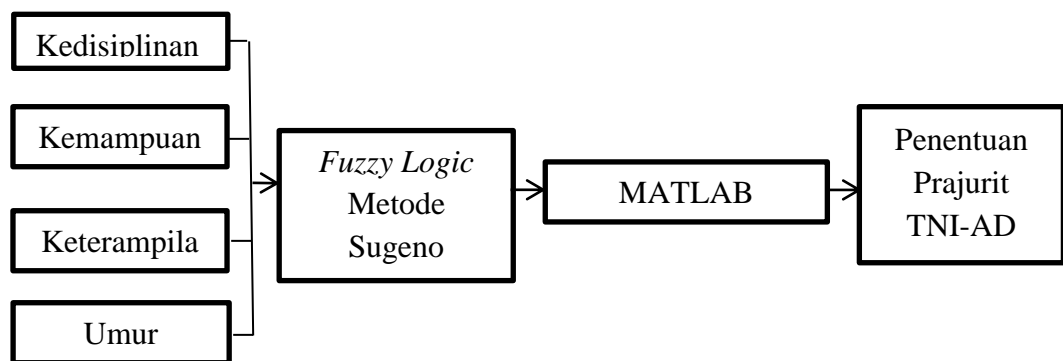 Kedisiplinan
Kemampuan
Keterampila
Umur
Fuzzy Logic
Metode
Sugeno
MATLAB
Penentuan
Prajurit
TNI-AD